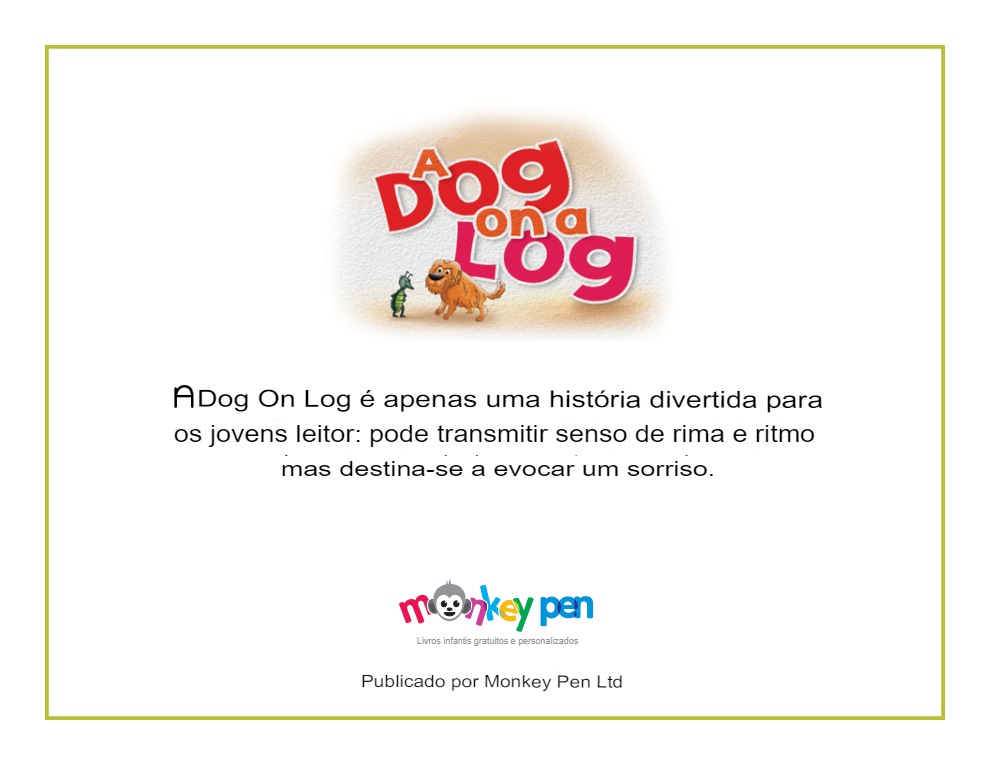 A Dog
on a
Log
A Dog On Log é apenas uma história divertida para
os jovens leitor: pode transmitir senso de rima e ritmo
mas destina-se a evocar um sorriso.
monkey pen
Livros infantis gratuitos e personalizados
Publicado por Monkey Pen Ltd